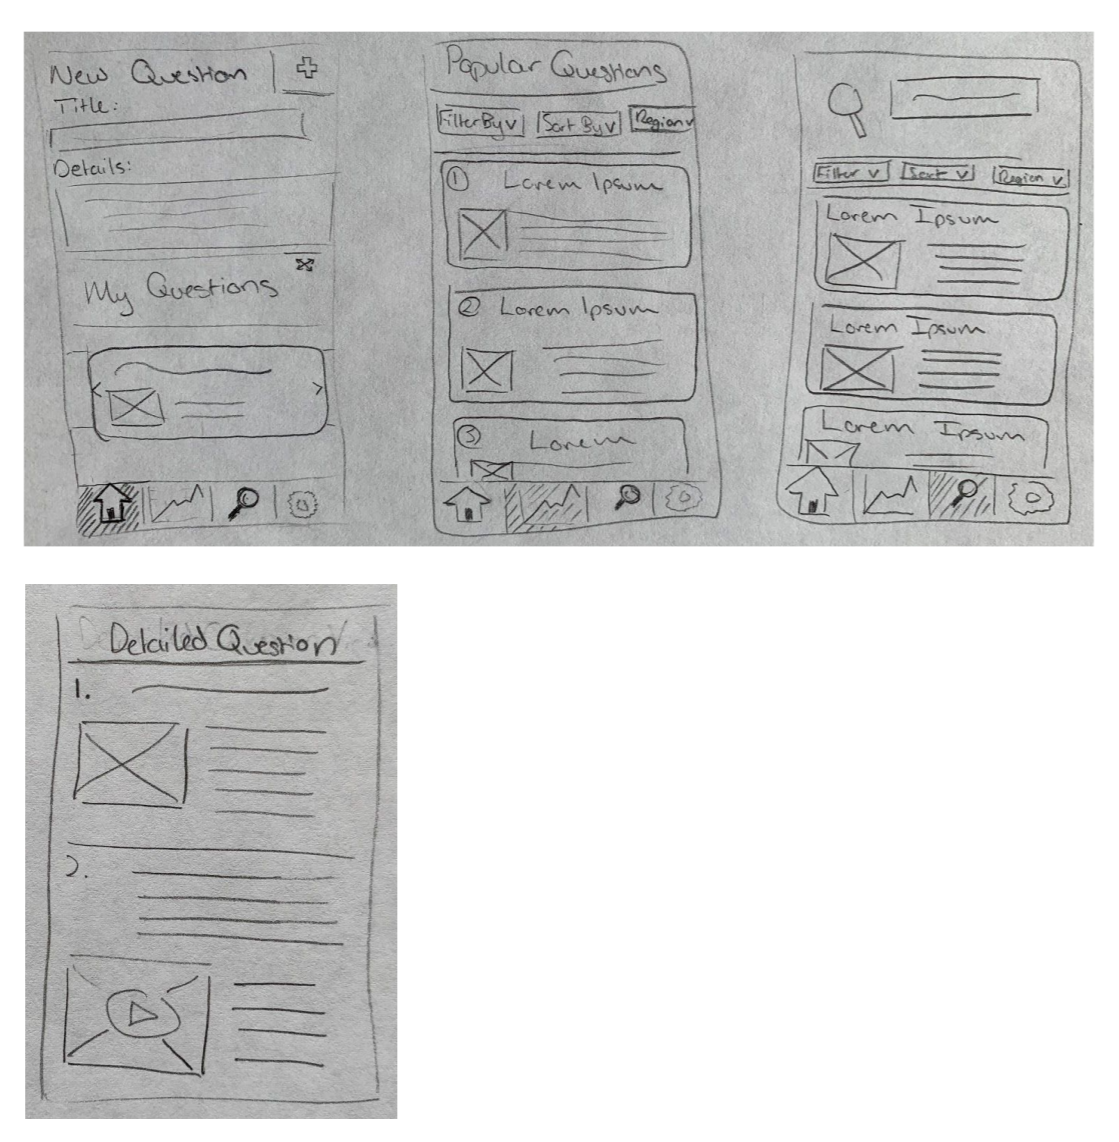 New Question
Title:
Details:
My Questions
Popular Questions
Filter By v Sort By v Region v
1 Lorem Ipsum
2 Lorem Ipsum
3 Lorem
Filter v Sort v Region v
Lorem Ipsum
Lorem Ipsum
Lorem Ipsum
Detailed Question
1.
2.